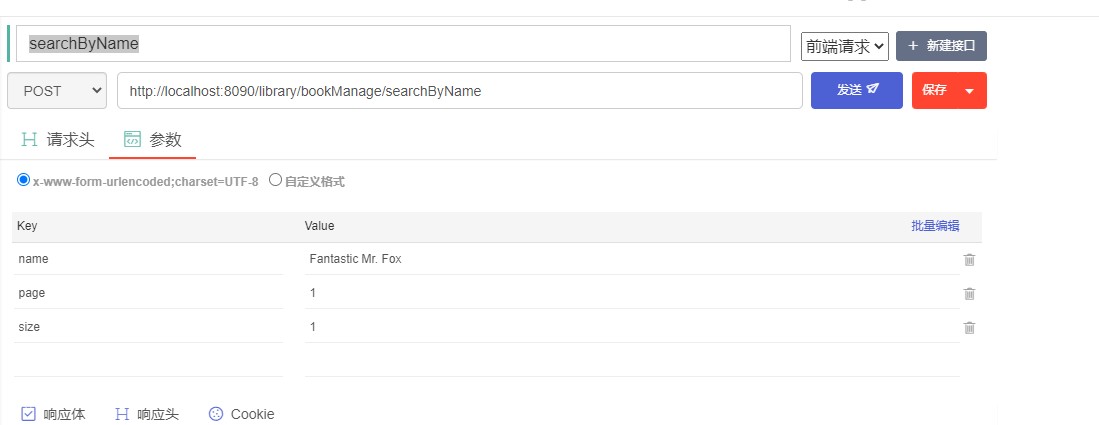 searchByName
前端请求
+ 新建接口
POST
http://localhost:8090/library/bookManage/searchByName
发送
保存
请求头
参数
x-www-form-urlencoded;charset=UTF-8
自定义格式
Key Value 批量编辑
name Fantastic Mr. Fox
page 1
size 1
响应体 响应头 Cookie